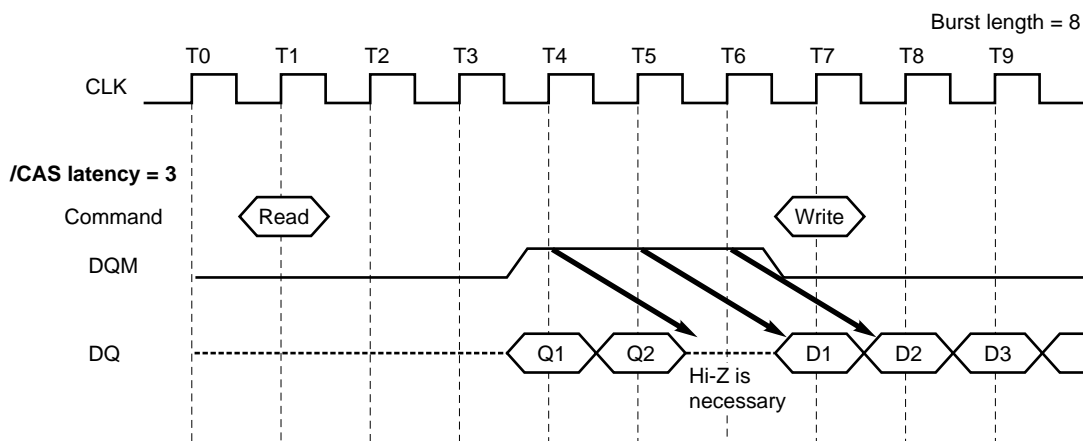 Burst length = 8
T0 T1 T2 T3 T4 T5 T6 T7 T8 T9
CLK
/CAS latency = 3
Command Read Write
DQM
DQ Q1 Q2 D1 D2 D3
Hi-Z is
necessary